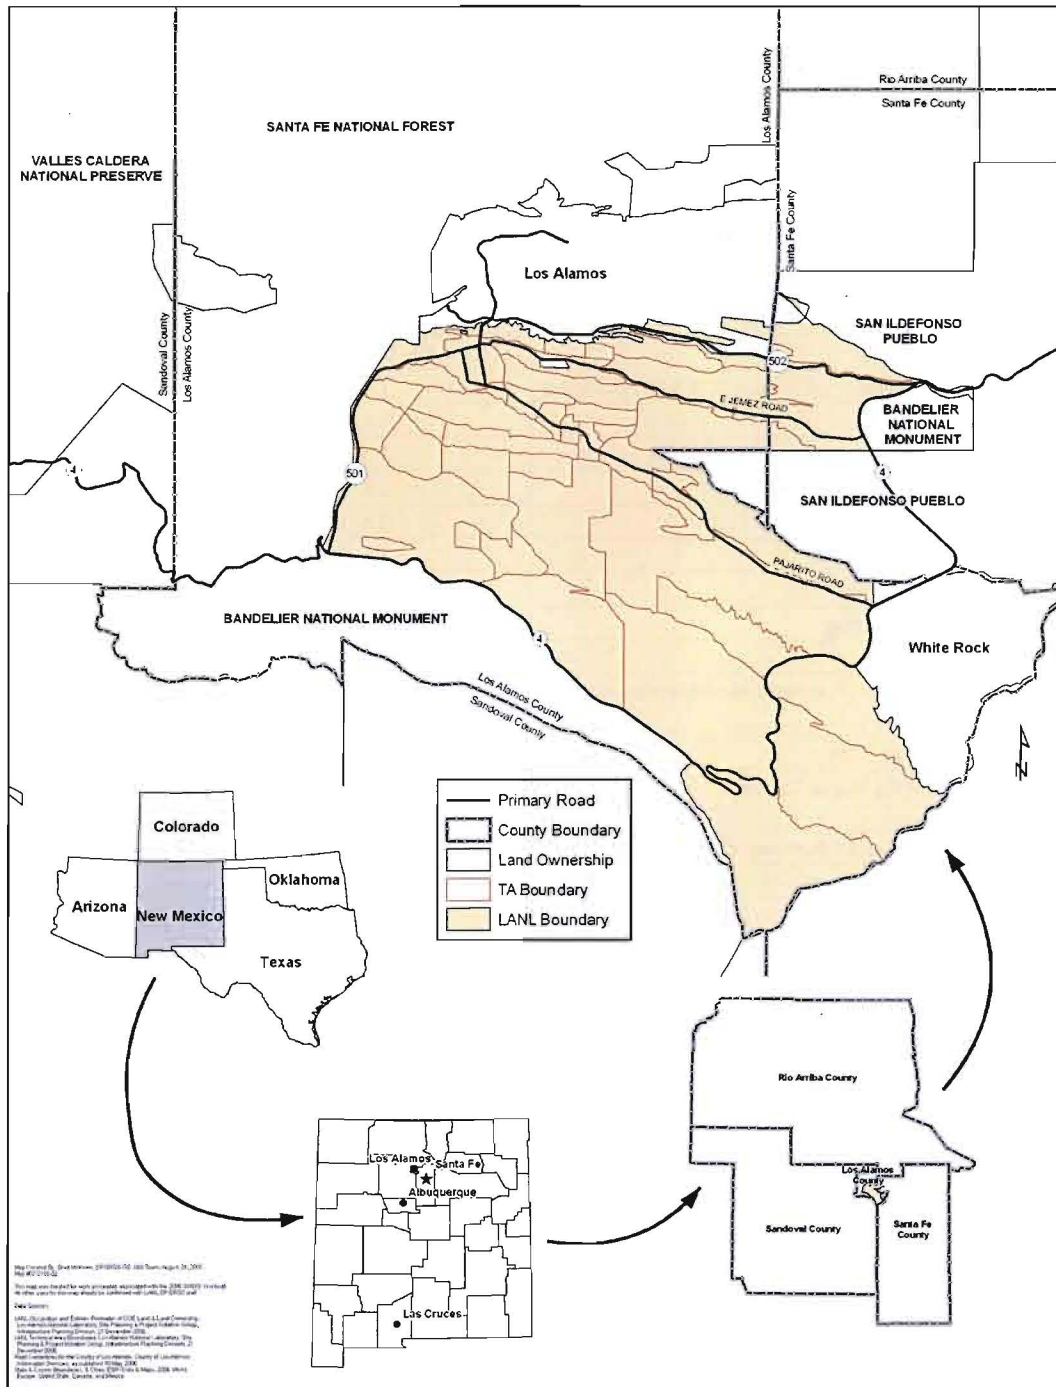 Rio Arriba County
Santa Fe County
Los Alamos County
SANTA FE NATIONAL FOREST
VALLES CALDERA
NATIONAL PRESERVE
Santa Fe County
Los Alamos
Sandoval County
Los Alamos County
SAN ILDEFONSO
PUEBLO
502
E JEMEZ ROAD
BANDELIER
NATIONAL
MONUMENT
4
501
4
SAN ILDEFONSO PUEBLO
PAJARITO ROAD
BANDELIER NATIONAL MONUMENT
4
White Rock
Los Alamos County
Sandoval County
N
Primary Road
County Boundary
Land Ownership
TA Boundary
LANL Boundary
Colorado
Oklahoma
Arizona
New Mexico
Texas
Rio Arriba County
Los Alamos
Santa Fe
Albuquerque
Las Cruces
Los Alamos
County
Sandoval County
Santa Fe
County
Data Sources: